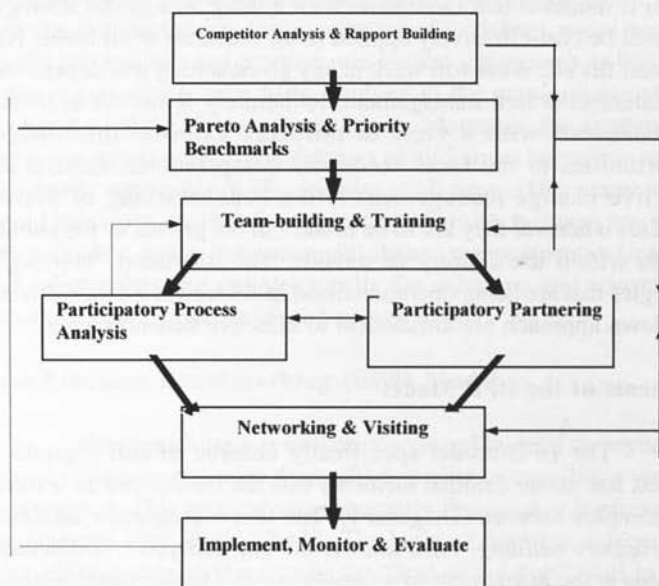 Competitor Analysis & Rapport Building
Pareto Analysis & Priority
Benchmarks
Team-building & Training
Participatory Process
Analysis
Participatory Partnering
Networking & Visiting
Implement, Monitor & Evaluate